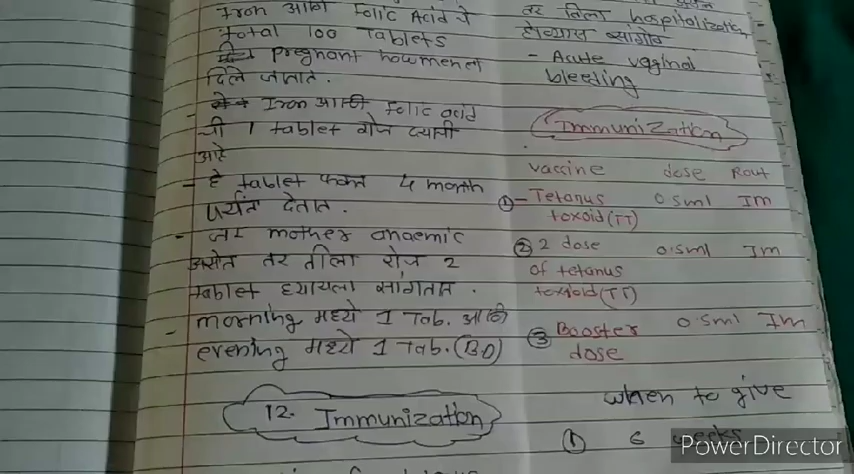 Iron आणि Folic Acid चे
total 100 Tablets
pregnant howmenला
दिले जातात.
- Iron आणी Folic acid
ची 1 tablet रोज द्यावी
आहे
- हे tablet फक्त 4 month
पर्यंत देतात.
- जर mother anaemic
असेल तर तीला रोज 2
tablet घ्यायला सांगतात.
- morning मध्ये 1 Tab. आणी
evening मध्ये 1 Tab. (BD)
12. Immunization
तर तिला hospitalization
होण्यास सांगावे
- Acute vaginal
bleeding
Immunization
vaccine dose Rout
① - Tetanus 0.5ml Im
toxoid (TT)
② 2 dose 0.5ml Im
of tetanus
toxoid (TT)
③ Booster 0.5ml Im
dose
when to give
① 6 weeks
PowerDirector